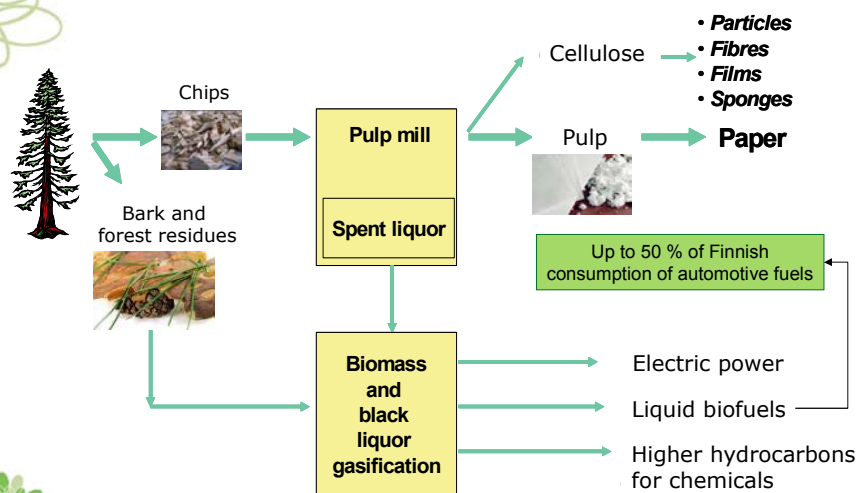 • Particles
• Fibres
• Films
• Sponges
Cellulose
Chips
Pulp mill
Pulp
Paper
Bark and
forest residues
Spent liquor
Up to 50 % of Finnish
consumption of automotive fuels
Biomass
and
black
liquor
gasification
Electric power
Liquid biofuels
Higher hydrocarbons
for chemicals